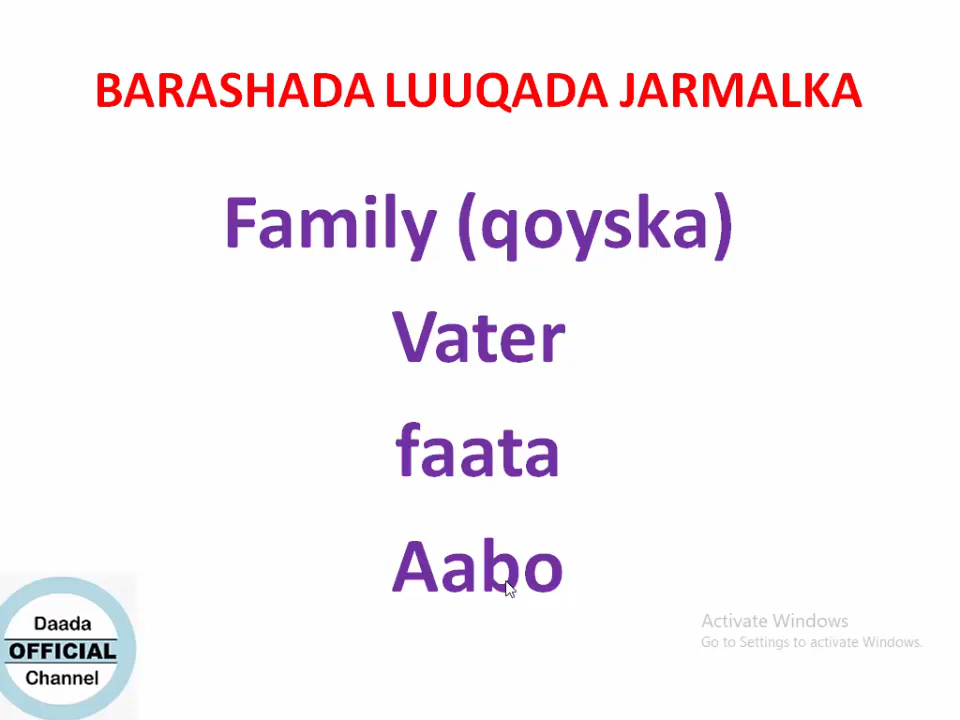 BARASHADA LUUQADA JARMALKA
Family (qoyska)
Vater
faata
Aabo
Daada
OFFICIAL
Channel
Activate Windows
Go to Settings to activate Windows.